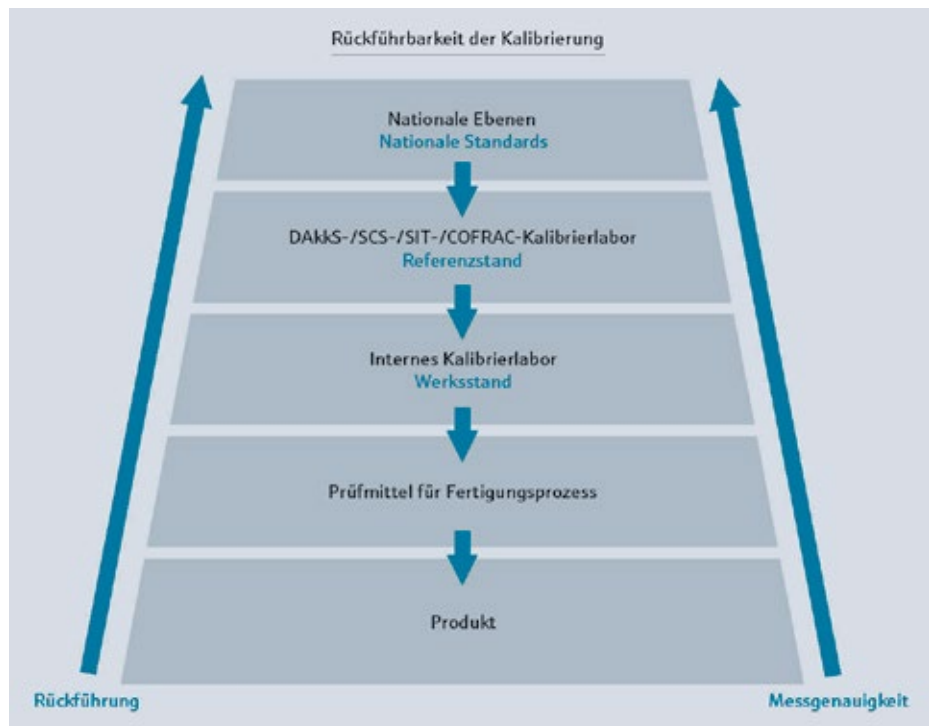 Rückführbarkeit der Kalibrierung
Nationale Ebenen
Nationale Standards
DAkkS-/SCS-/SIT-/COFRAC-Kalibrierlabor
Referenzstand
Internes Kalibrierlabor
Werksstand
Prüfmittel für Fertigungsprozess
Produkt
Rückführung
Messgenauigkeit